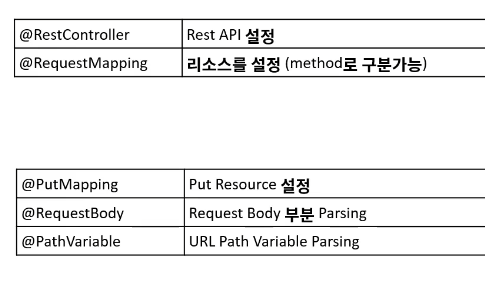 @RestController Rest API 설정
@RequestMapping 리소스를 설정 (method로 구분가능)
@PutMapping Put Resource 설정
@RequestBody Request Body 부분 Parsing
@PathVariable URL Path Variable Parsing